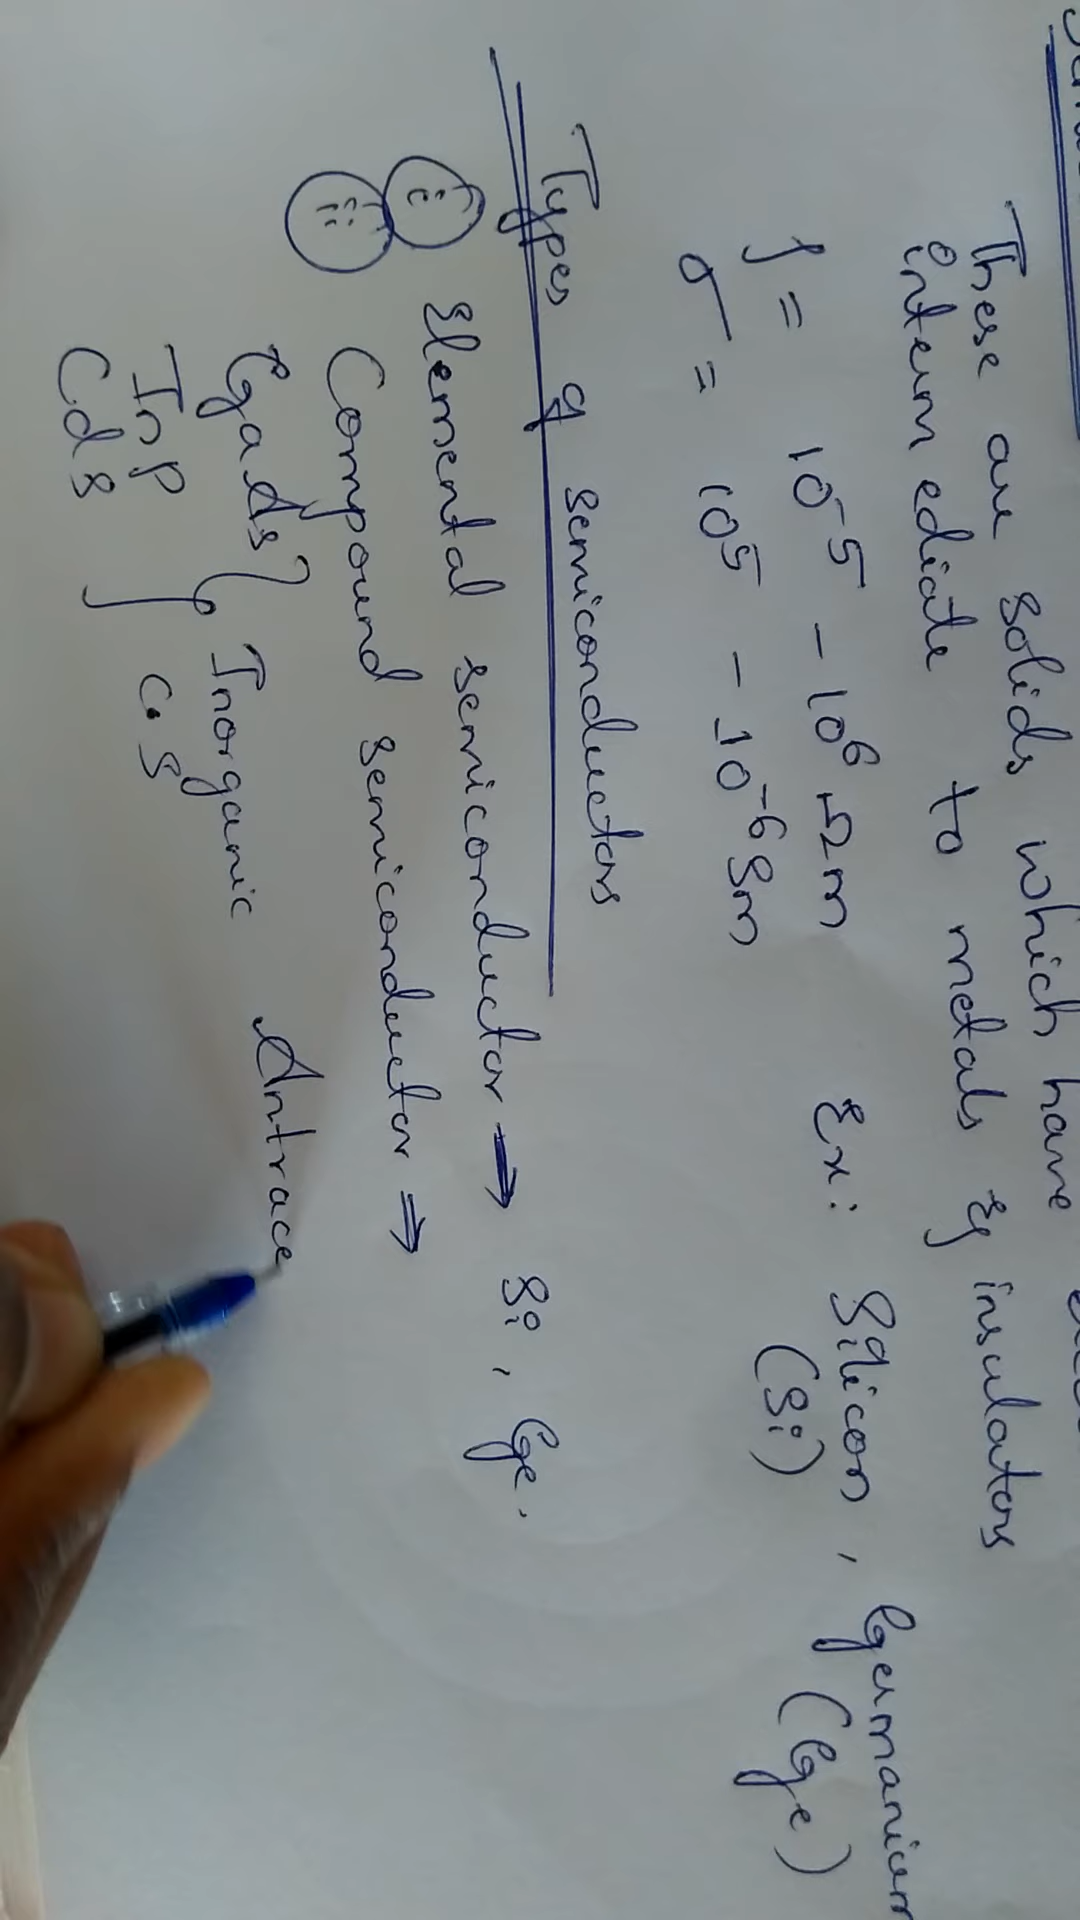 These are solids which have
intermediate to metals & insulators
ρ = 10⁻⁵ - 10⁶ Ωm Ex: Silicon, Germanium
σ = 10⁵ - 10⁻⁶ Sm (Si) (Ge)
Types of semiconductors
(i) Elemental semiconductor → Si, Ge.
(ii) Compound semiconductor →
GaAs } Inorganic Antrace
InP C.S
CdS